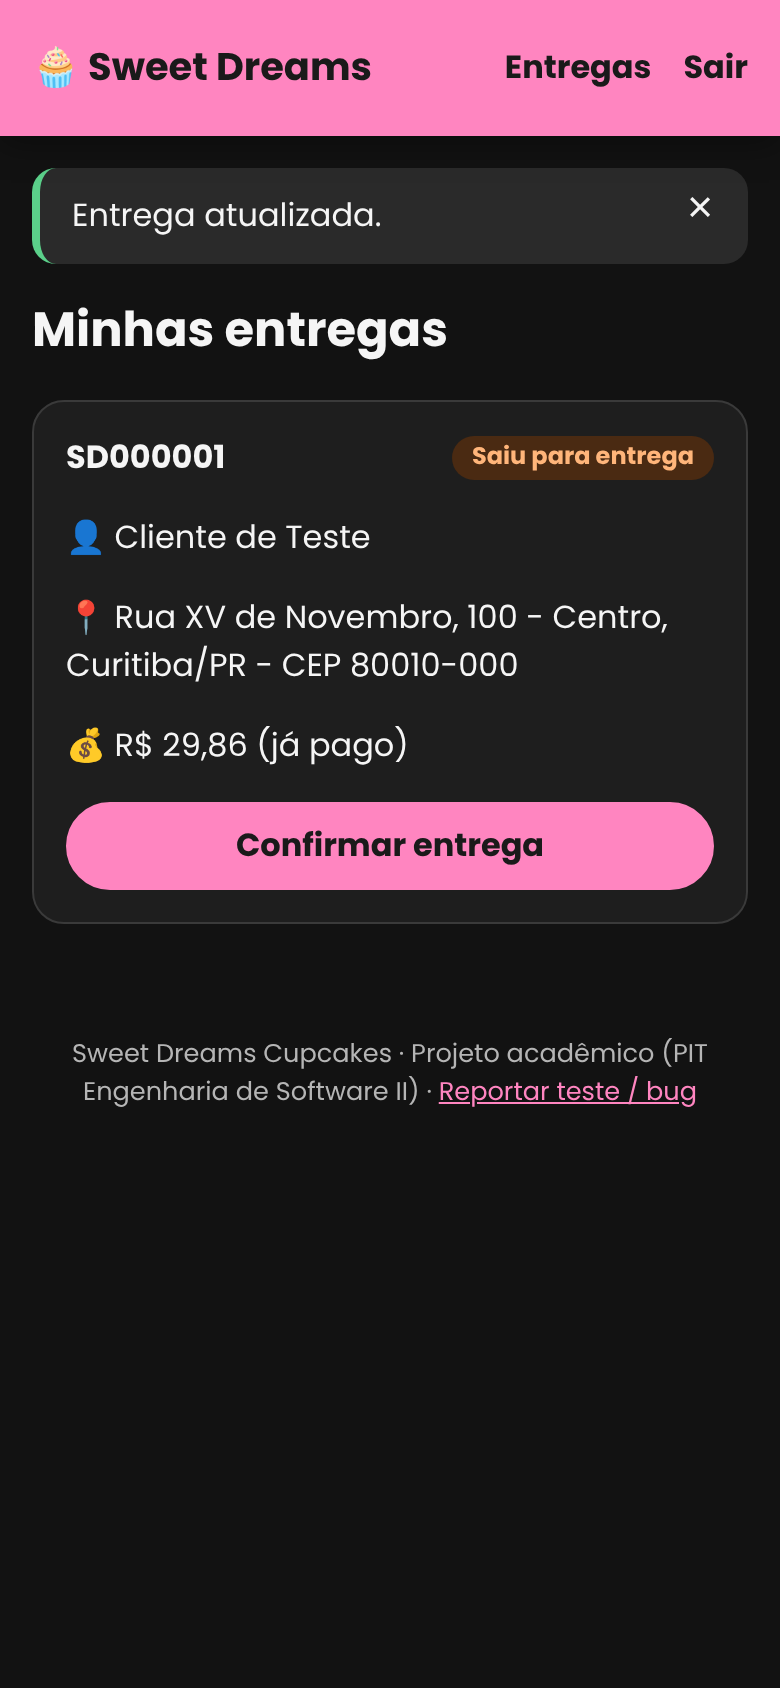 🧁 Sweet Dreams
Entregas Sair
Entrega atualizada. ✕
Minhas entregas
SD000001
Saiu para entrega
👤 Cliente de Teste
📍 Rua XV de Novembro, 100 - Centro,
Curitiba/PR - CEP 80010-000
💰 R$ 29,86 (já pago)
Confirmar entrega
Sweet Dreams Cupcakes · Projeto acadêmico (PIT
Engenharia de Software II) · Reportar teste / bug